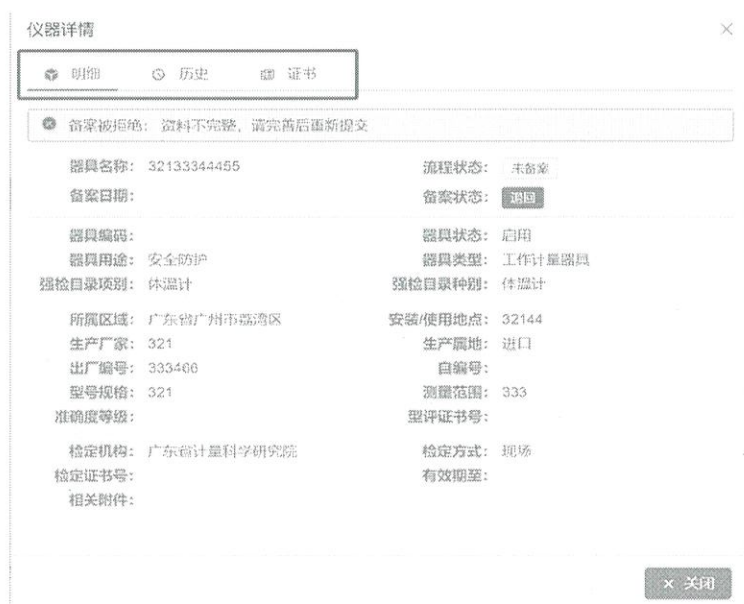 仪器详情
明细 历史 证书
备案被拒绝： 资料不完整，请完善后重新提交
器具名称： 32133344455 流程状态： 未备案
备案日期： 备案状态： 退回
器具编码： 器具状态： 启用
器具用途： 安全防护 器具类型： 工作计量器具
强检目录项别： 体温计 强检目录种别： 体温计
所属区域： 广东省广州市荔湾区 安装/使用地点： 32144
生产厂家： 321 生产属地： 进口
出厂编号： 333466 自编号：
型号规格： 321 测量范围： 333
准确度等级： 型评证书号：
检定机构： 广东省计量科学研究院 检定方式： 现场
检定证书号： 有效期至：
相关附件：
× 关闭